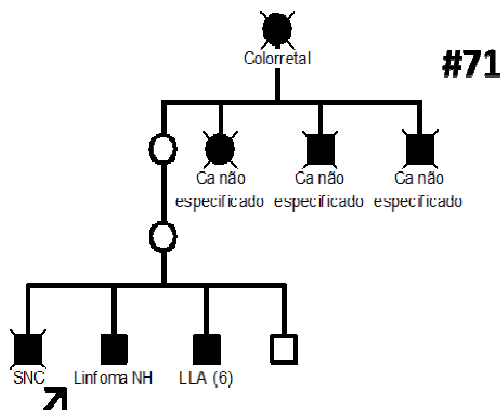 Colorretal
#71
Ca não Ca não Ca não
especificado especificado especificado
SNC Linfoma NH LLA (6)